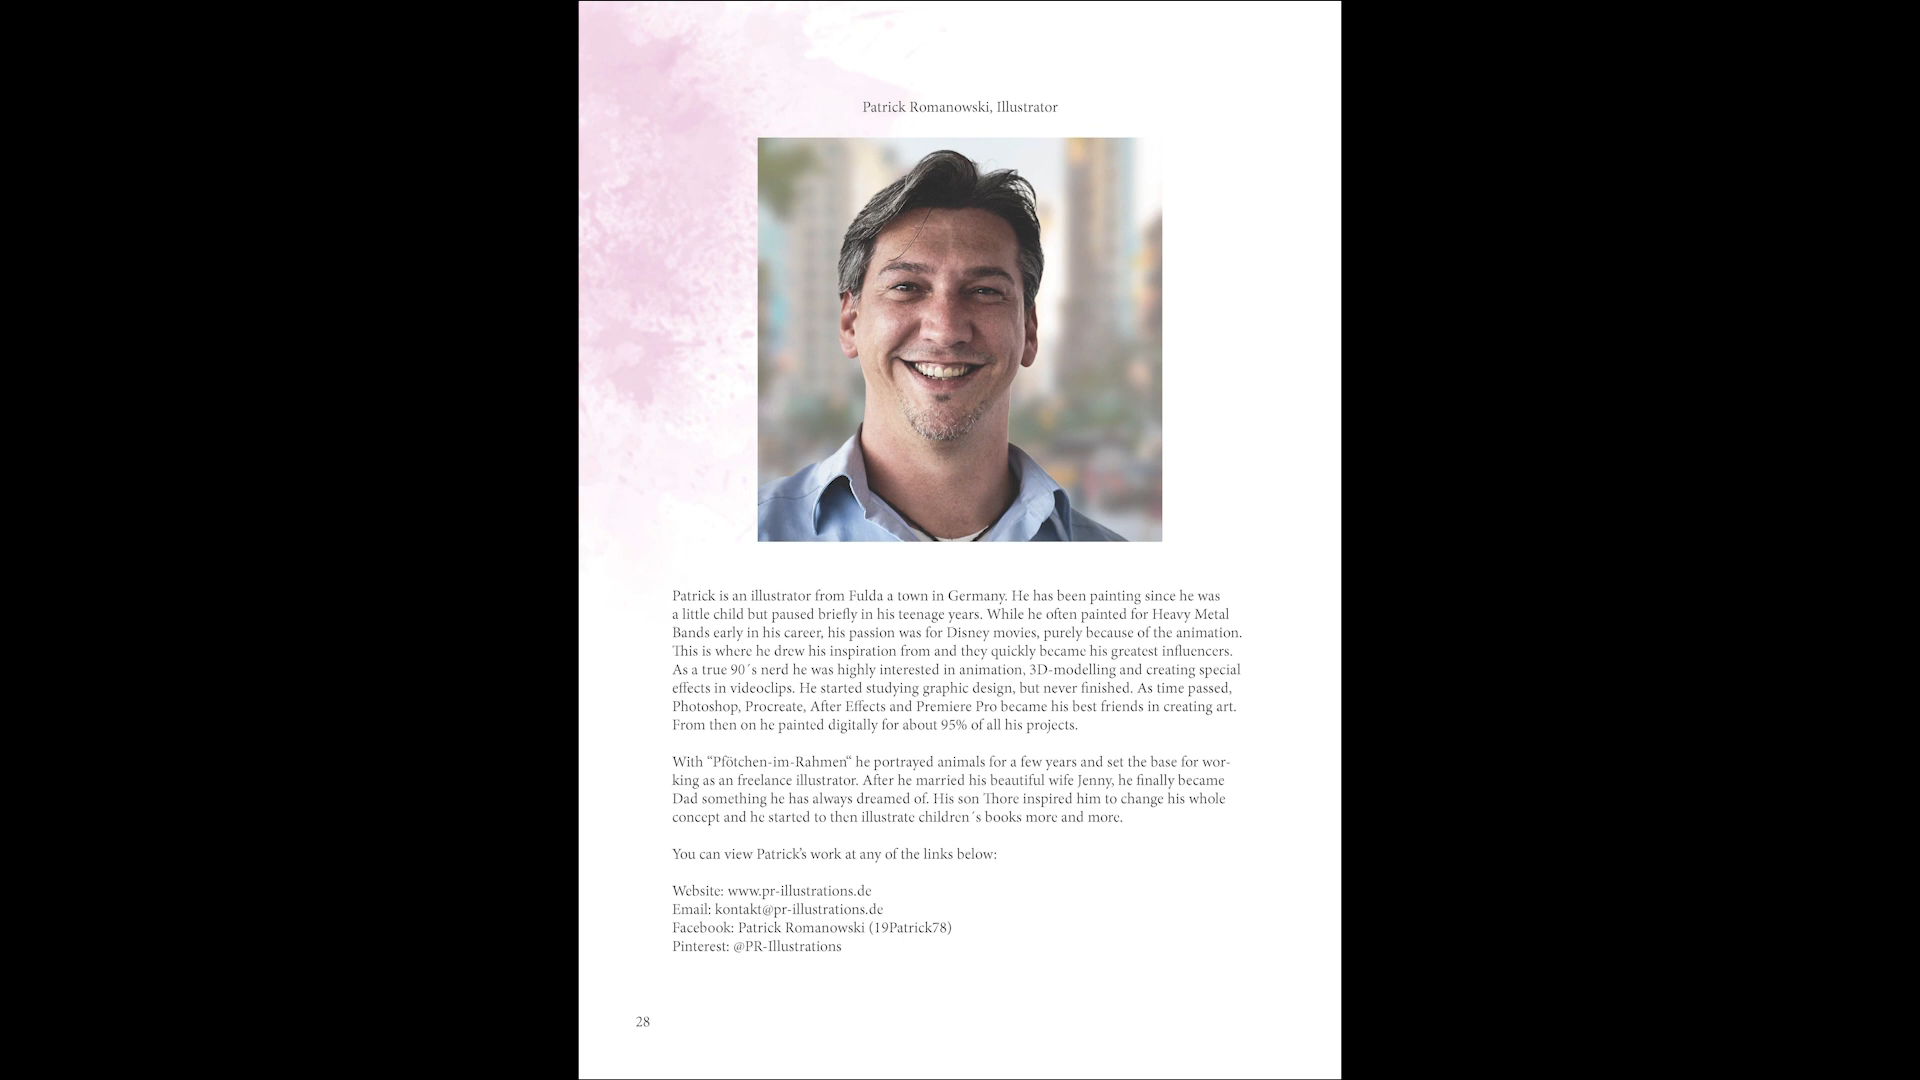 Patrick Romanowski, Illustrator
Patrick is an illustrator from Fulda a town in Germany. He has been painting since he was
a little child but paused briefly in his teenage years. While he often painted for Heavy Metal
Bands early in his career, his passion was for Disney movies, purely because of the animation.
This is where he drew his inspiration from and they quickly became his greatest influencers.
As a true 90´s nerd he was highly interested in animation, 3D-modelling and creating special
effects in videoclips. He started studying graphic design, but never finished. As time passed,
Photoshop, Procreate, After Effects and Premiere Pro became his best friends in creating art.
From then on he painted digitally for about 95% of all his projects.
With “Pfötchen-im-Rahmen“ he portrayed animals for a few years and set the base for wor-
king as an freelance illustrator. After he married his beautiful wife Jenny, he finally became
Dad something he has always dreamed of. His son Thore inspired him to change his whole
concept and he started to then illustrate children´s books more and more.
You can view Patrick’s work at any of the links below:
Website: www.pr-illustrations.de
Email: kontakt@pr-illustrations.de
Facebook: Patrick Romanowski (19Patrick78)
Pinterest: @PR-Illustrations
28